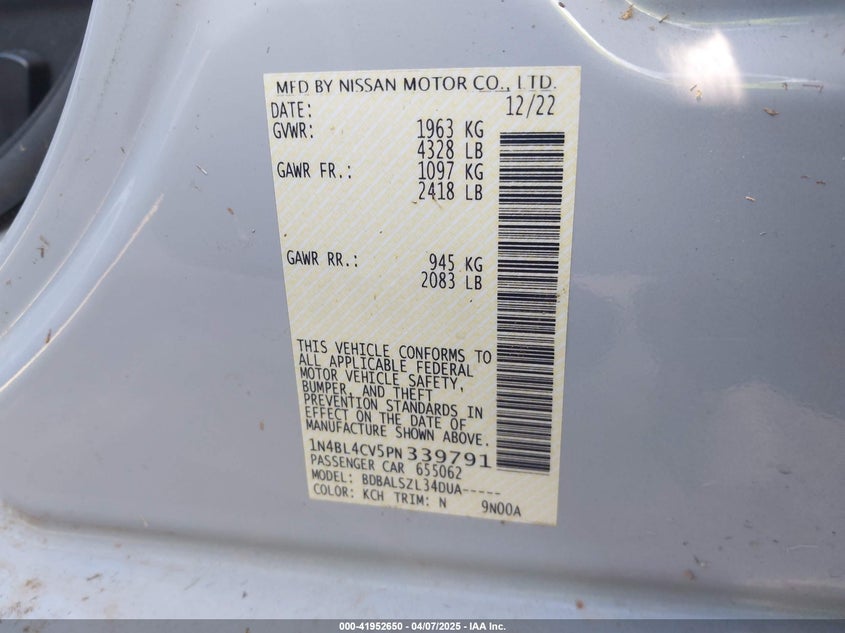 MFD BY NISSAN MOTOR CO., LTD.
DATE: 12/22
GVWR: 1963 KG
4328 LB
GAWR FR.: 1097 KG
2418 LB
GAWR RR.: 945 KG
2083 LB
THIS VEHICLE CONFORMS TO
ALL APPLICABLE FEDERAL
MOTOR VEHICLE SAFETY,
BUMPER, AND THEFT
PREVENTION STANDARDS IN
EFFECT ON THE DATE OF
MANUFACTURE SHOWN ABOVE.
1N4BL4CV5PN339791
PASSENGER CAR 655062
MODEL: BDBALSZL34DUA-----
COLOR: KCH TRIM: N 9N00A
000-41952650 - 04/07/2025 - IAA Inc.